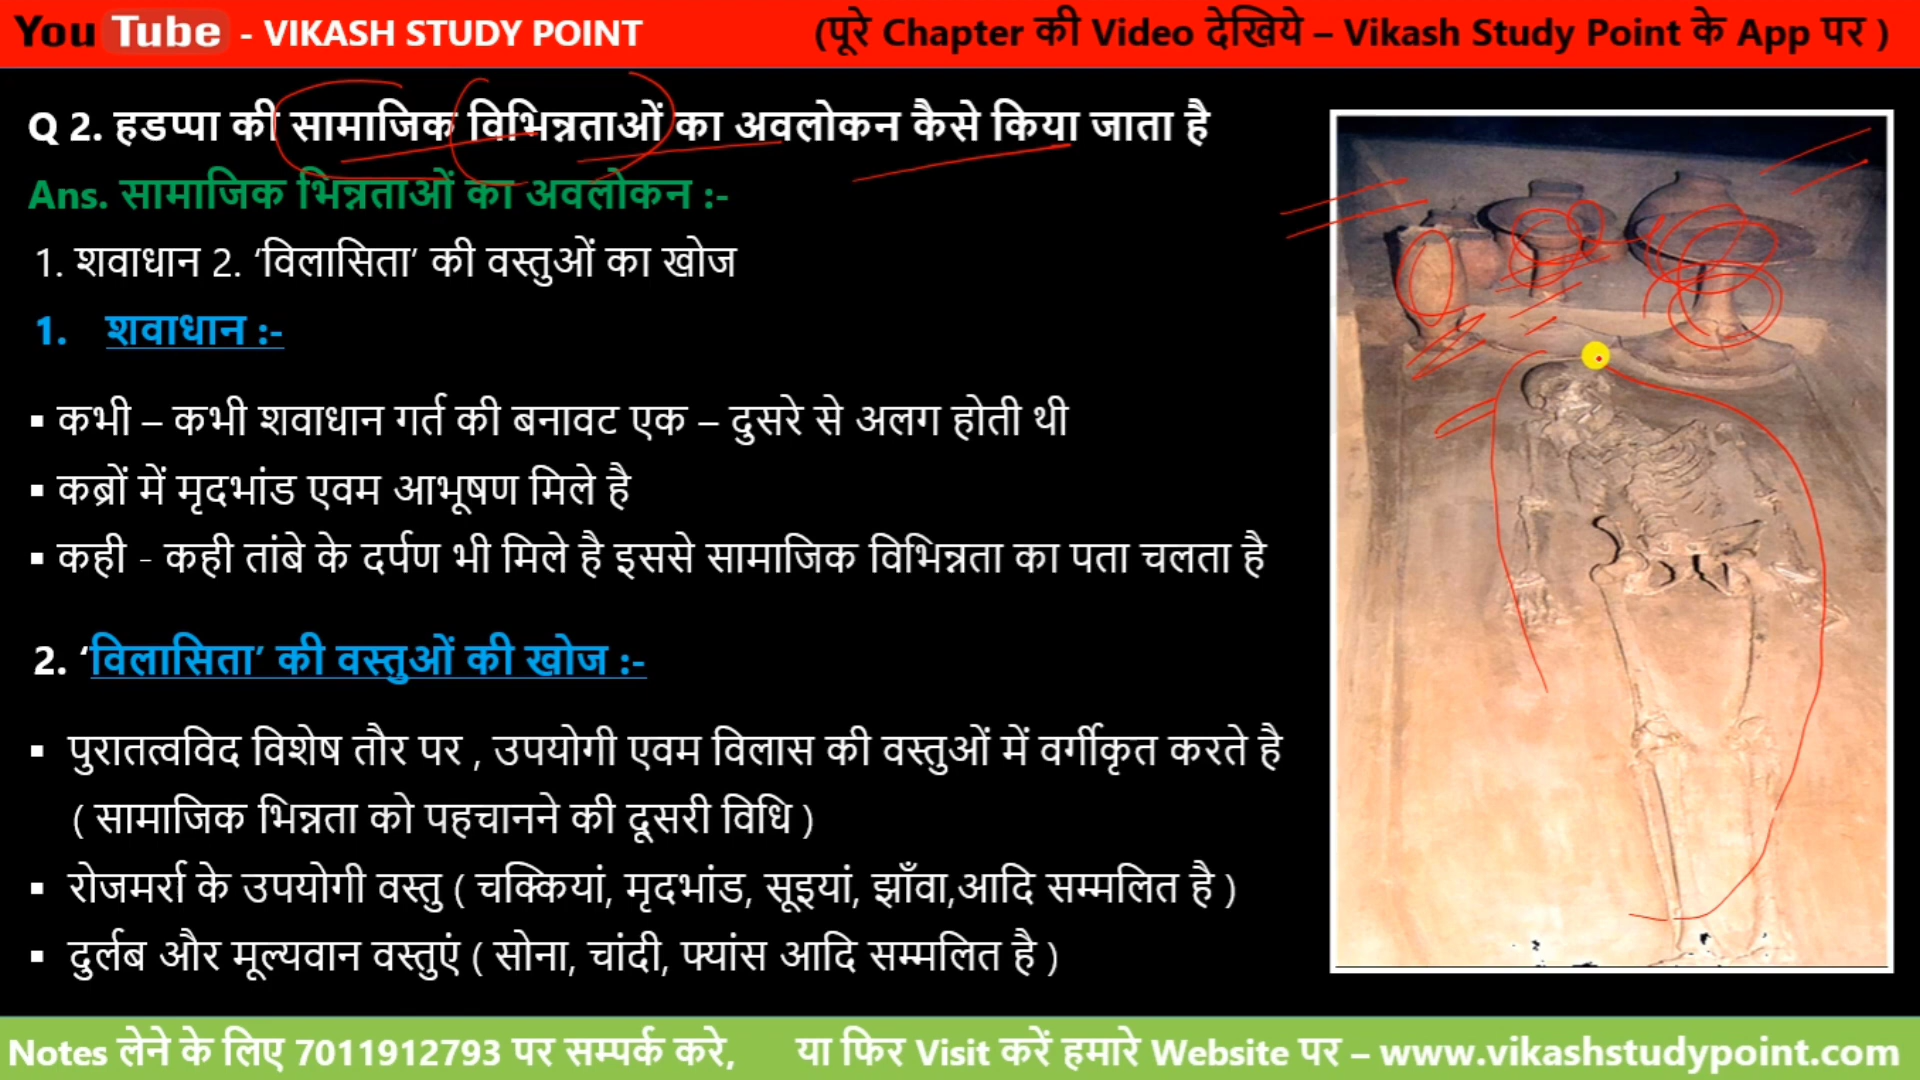 YouTube - VIKASH STUDY POINT (पूरे Chapter की Video देखिये – Vikash Study Point के App पर )
Q 2. हडप्पा की सामाजिक विभिन्नताओं का अवलोकन कैसे किया जाता है
Ans. सामाजिक भिन्नताओं का अवलोकन :-
1. शवाधान 2. ‘विलासिता’ की वस्तुओं का खोज
1. शवाधान :-
▪ कभी – कभी शवाधान गर्त की बनावट एक – दुसरे से अलग होती थी
▪ कब्रों में मृदभांड एवम आभूषण मिले है
▪ कही - कही तांबे के दर्पण भी मिले है इससे सामाजिक विभिन्नता का पता चलता है
2. ‘विलासिता’ की वस्तुओं की खोज :-
▪ पुरातत्वविद विशेष तौर पर , उपयोगी एवम विलास की वस्तुओं में वर्गीकृत करते है
( सामाजिक भिन्नता को पहचानने की दूसरी विधि )
▪ रोजमर्रा के उपयोगी वस्तु ( चक्कियां, मृदभांड, सूइयां, झाँवा,आदि सम्मलित है )
▪ दुर्लब और मूल्यवान वस्तुएं ( सोना, चांदी, फ्यांस आदि सम्मलित है )
Notes लेने के लिए 7011912793 पर सम्पर्क करे, या फिर Visit करें हमारे Website पर – www.vikashstudypoint.com